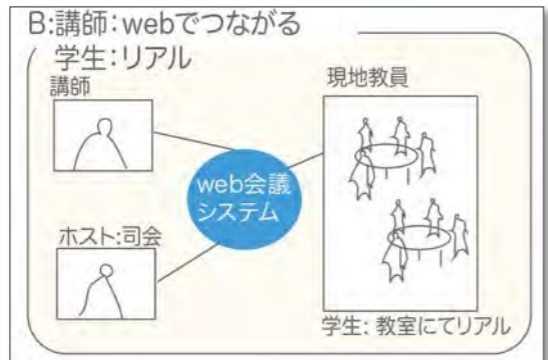 B:講師：webでつながる
学生：リアル
講師
現地教員
web会議
システム
ホスト:司会
学生: 教室にてリアル